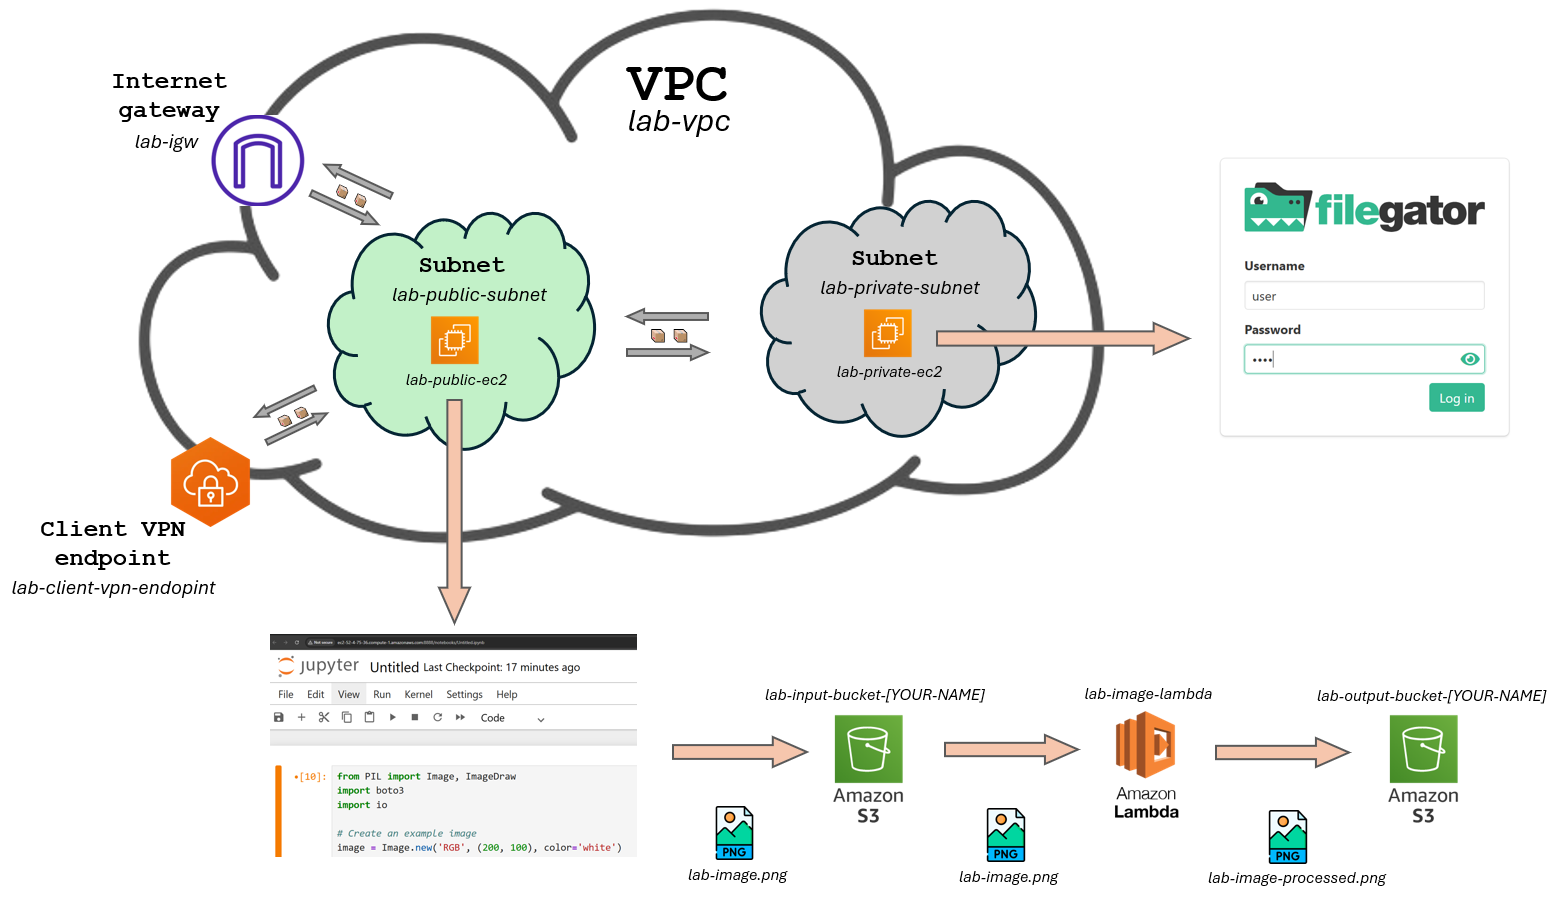 VPC
lab-vpc
Internet
gateway
lab-igw
Subnet
lab-public-subnet
lab-public-ec2
Subnet
lab-private-subnet
lab-private-ec2
filegator
Username
user
Password
Log in
Client VPN
endpoint
lab-client-vpn-endopint
Not secure
jupyter Untitled Last Checkpoint: 17 minutes ago
File Edit View Run Kernel Settings Help
Code
[10]:
from PIL import Image, ImageDraw
import boto3
import io
# Create an example image
image = Image.new('RGB', (200, 100), color='white')
lab-input-bucket-[YOUR-NAME]
Amazon
S3
lab-image-lambda
Amazon
Lambda
lab-output-bucket-[YOUR-NAME]
Amazon
S3
PNG
lab-image.png
PNG
lab-image.png
PNG
lab-image-processed.png